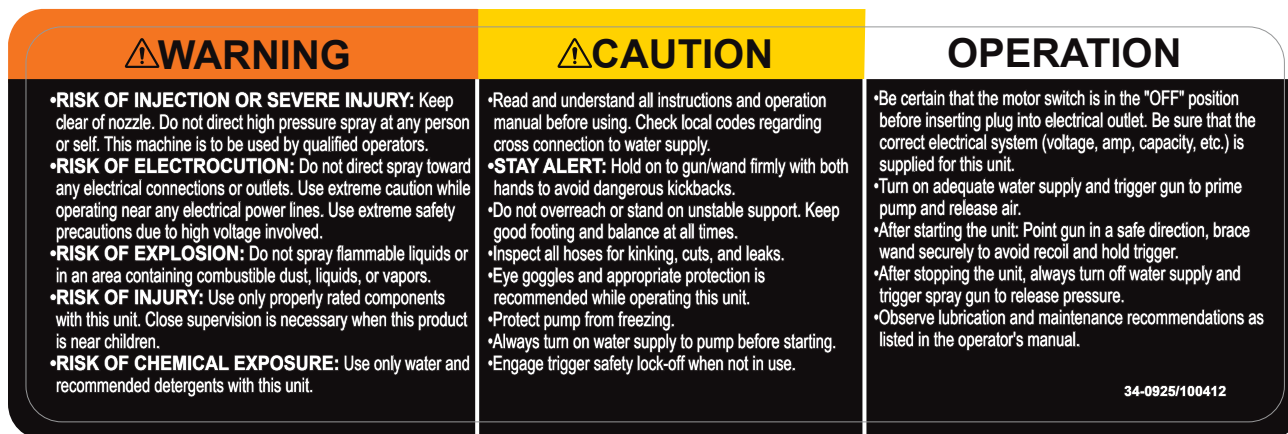 ⚠WARNING
•RISK OF INJECTION OR SEVERE INJURY: Keep
clear of nozzle. Do not direct high pressure spray at any person
or self. This machine is to be used by qualified operators.
•RISK OF ELECTROCUTION: Do not direct spray toward
any electrical connections or outlets. Use extreme caution while
operating near any electrical power lines. Use extreme safety
precautions due to high voltage involved.
•RISK OF EXPLOSION: Do not spray flammable liquids or
in an area containing combustible dust, liquids, or vapors.
•RISK OF INJURY: Use only properly rated components
with this unit. Close supervision is necessary when this product
is near children.
•RISK OF CHEMICAL EXPOSURE: Use only water and
recommended detergents with this unit.
⚠CAUTION
•Read and understand all instructions and operation
manual before using. Check local codes regarding
cross connection to water supply.
•STAY ALERT: Hold on to gun/wand firmly with both
hands to avoid dangerous kickbacks.
•Do not overreach or stand on unstable support. Keep
good footing and balance at all times.
•Inspect all hoses for kinking, cuts, and leaks.
•Eye goggles and appropriate protection is
recommended while operating this unit.
•Protect pump from freezing.
•Always turn on water supply to pump before starting.
•Engage trigger safety lock-off when not in use.
OPERATION
•Be certain that the motor switch is in the "OFF" position
before inserting plug into electrical outlet. Be sure that the
correct electrical system (voltage, amp, capacity, etc.) is
supplied for this unit.
•Turn on adequate water supply and trigger gun to prime
pump and release air.
•After starting the unit: Point gun in a safe direction, brace
wand securely to avoid recoil and hold trigger.
•After stopping the unit, always turn off water supply and
trigger spray gun to release pressure.
•Observe lubrication and maintenance recommendations as
listed in the operator's manual.
34-0925/100412